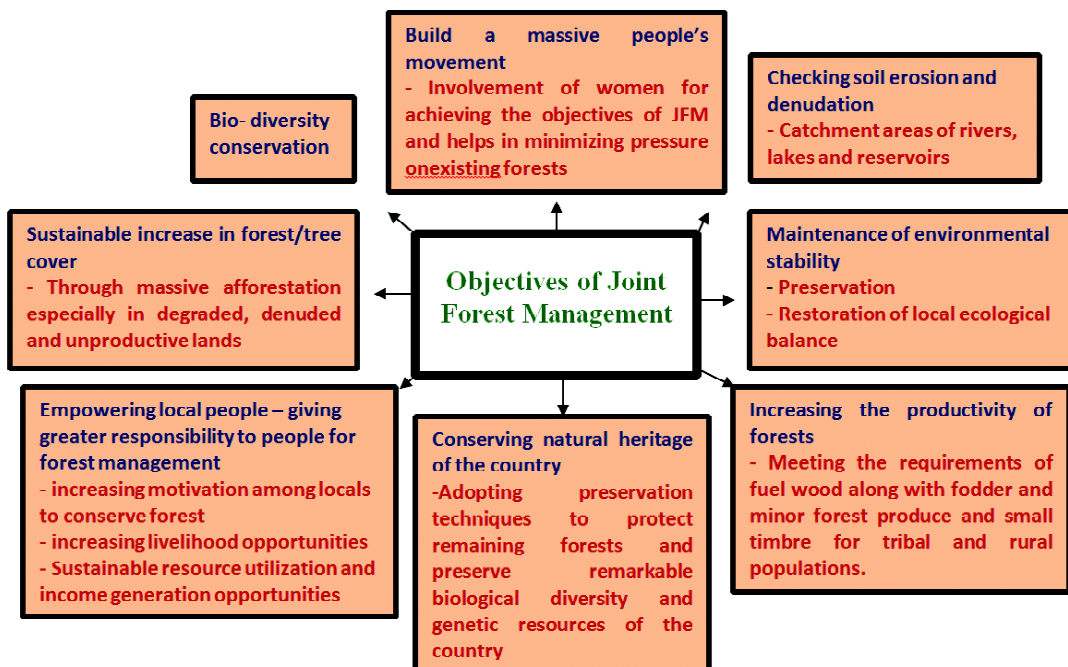 Build a massive people's
movement
- Involvement of women for
achieving the objectives of JFM
and helps in minimizing pressure
onexisting forests
Checking soil erosion and
denudation
- Catchment areas of rivers,
lakes and reservoirs
Bio- diversity
conservation
Sustainable increase in forest/tree
cover
- Through massive afforestation
especially in degraded, denuded
and unproductive lands
Objectives of Joint
Forest Management
Maintenance of environmental
stability
- Preservation
- Restoration of local ecological
balance
Empowering local people – giving
greater responsibility to people for
forest management
- increasing motivation among locals
to conserve forest
- increasing livelihood opportunities
- Sustainable resource utilization and
income generation opportunities
Conserving natural heritage
of the country
-Adopting preservation
techniques to protect
remaining forests and
preserve remarkable
biological diversity and
genetic resources of the
country
Increasing the productivity of
forests
- Meeting the requirements of
fuel wood along with fodder and
minor forest produce and small
timbre for tribal and rural
populations.